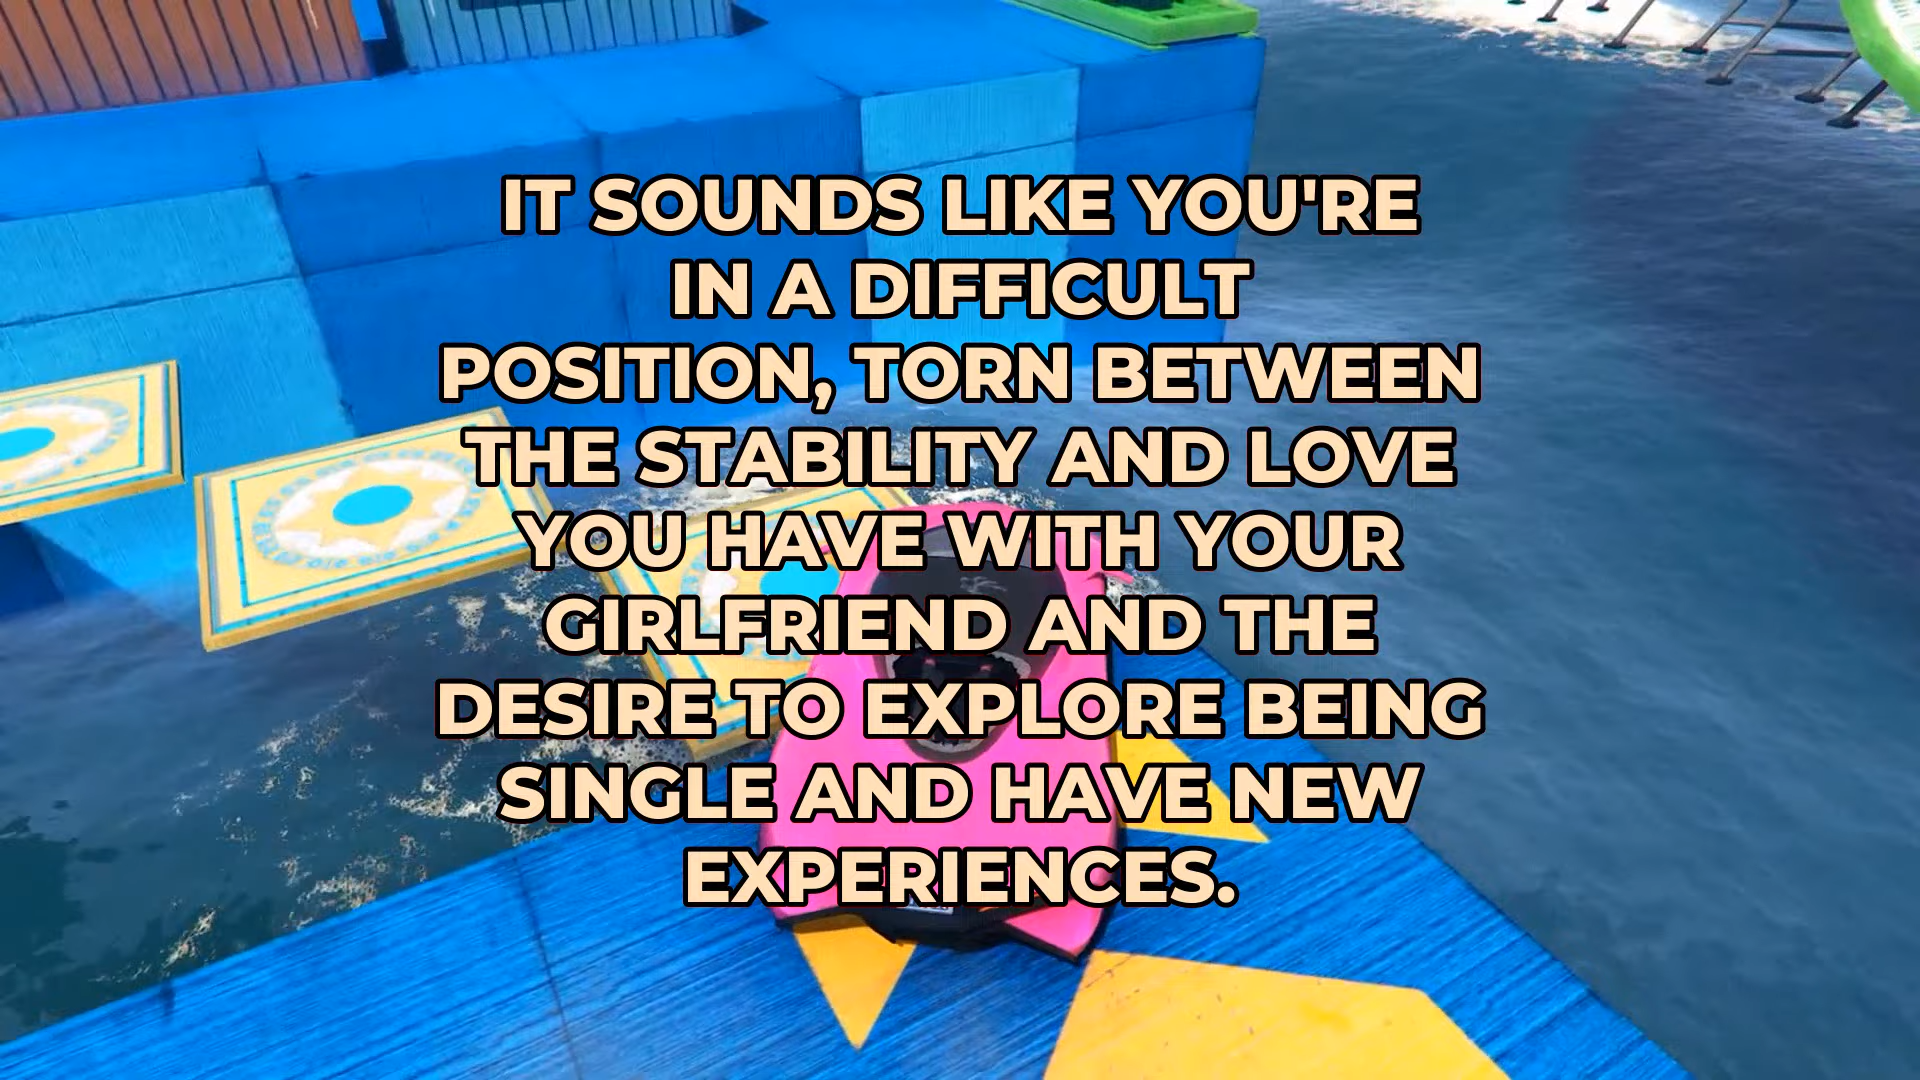 IT SOUNDS LIKE YOU'RE
IN A DIFFICULT
POSITION, TORN BETWEEN
THE STABILITY AND LOVE
YOU HAVE WITH YOUR
GIRLFRIEND AND THE
DESIRE TO EXPLORE BEING
SINGLE AND HAVE NEW
EXPERIENCES.